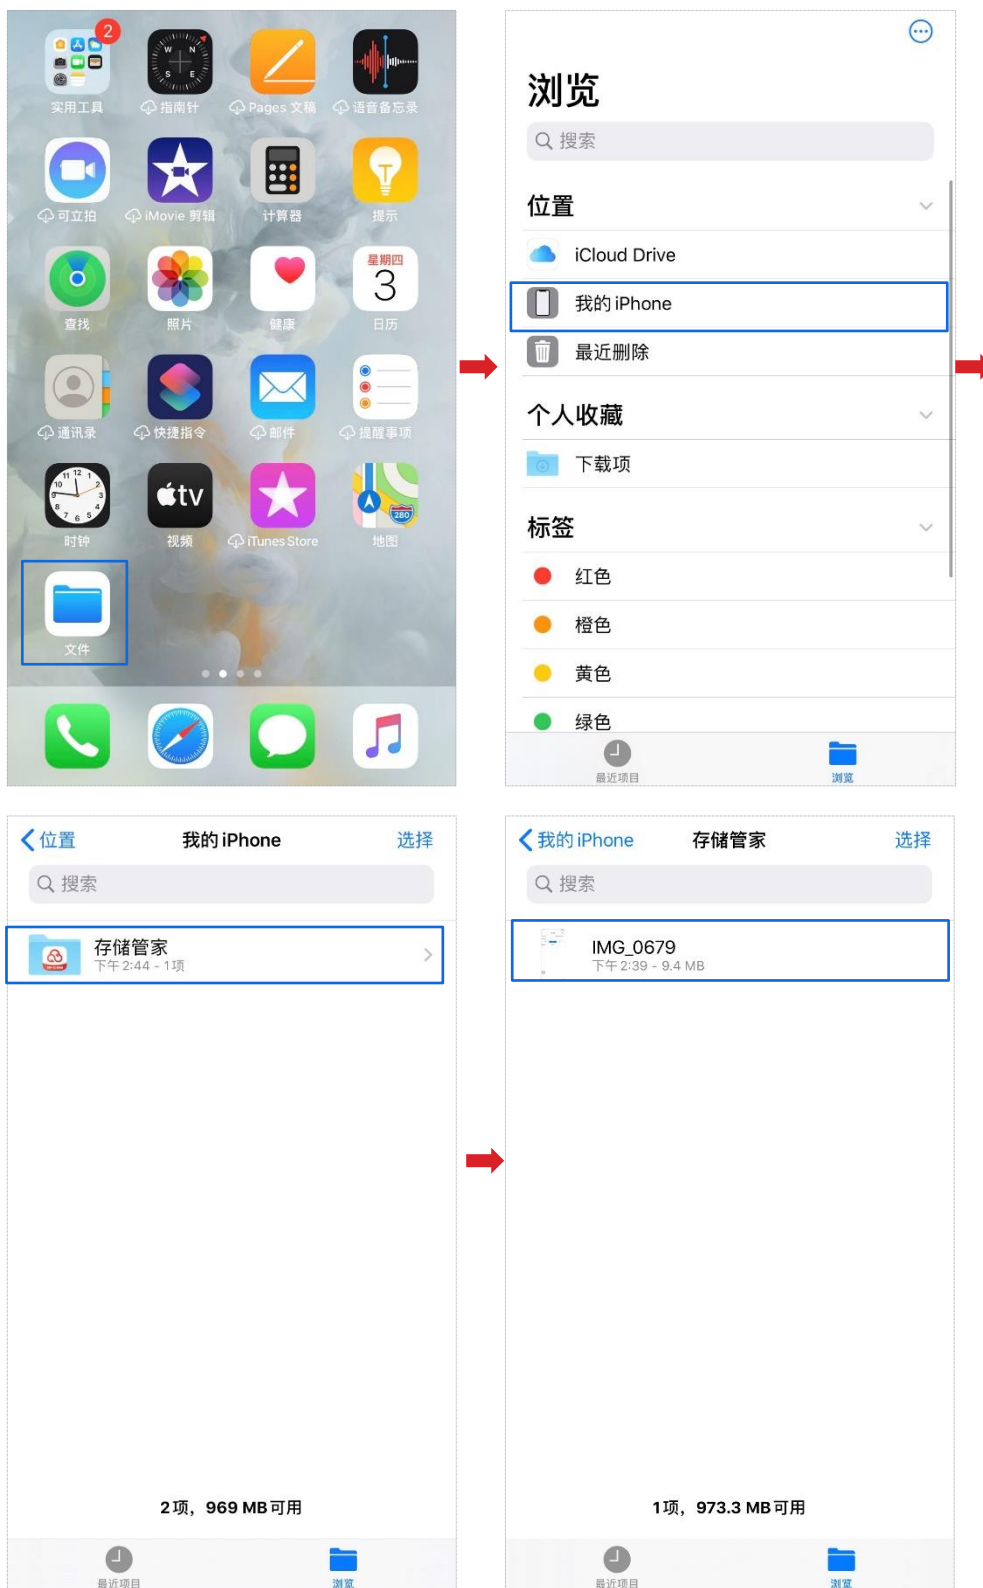 2
实用工具
指南针
Pages 文稿
语音备忘录
可立拍
iMovie 剪辑
计算器
提示
星期四
3
查找
照片
健康
日历
通讯录
快捷指令
邮件
提醒事项
tv
280
时钟
视频
iTunes Store
地图
文件
浏览
搜索
位置
iCloud Drive
我的 iPhone
最近删除
个人收藏
下载项
标签
红色
橙色
黄色
绿色
最近项目
浏览
位置
我的 iPhone
选择
搜索
存储管家
下午 2:44 - 1项
2项，969 MB可用
最近项目
浏览
我的 iPhone
存储管家
选择
搜索
IMG_0679
下午 2:39 - 9.4 MB
1项，973.3 MB可用
最近项目
浏览